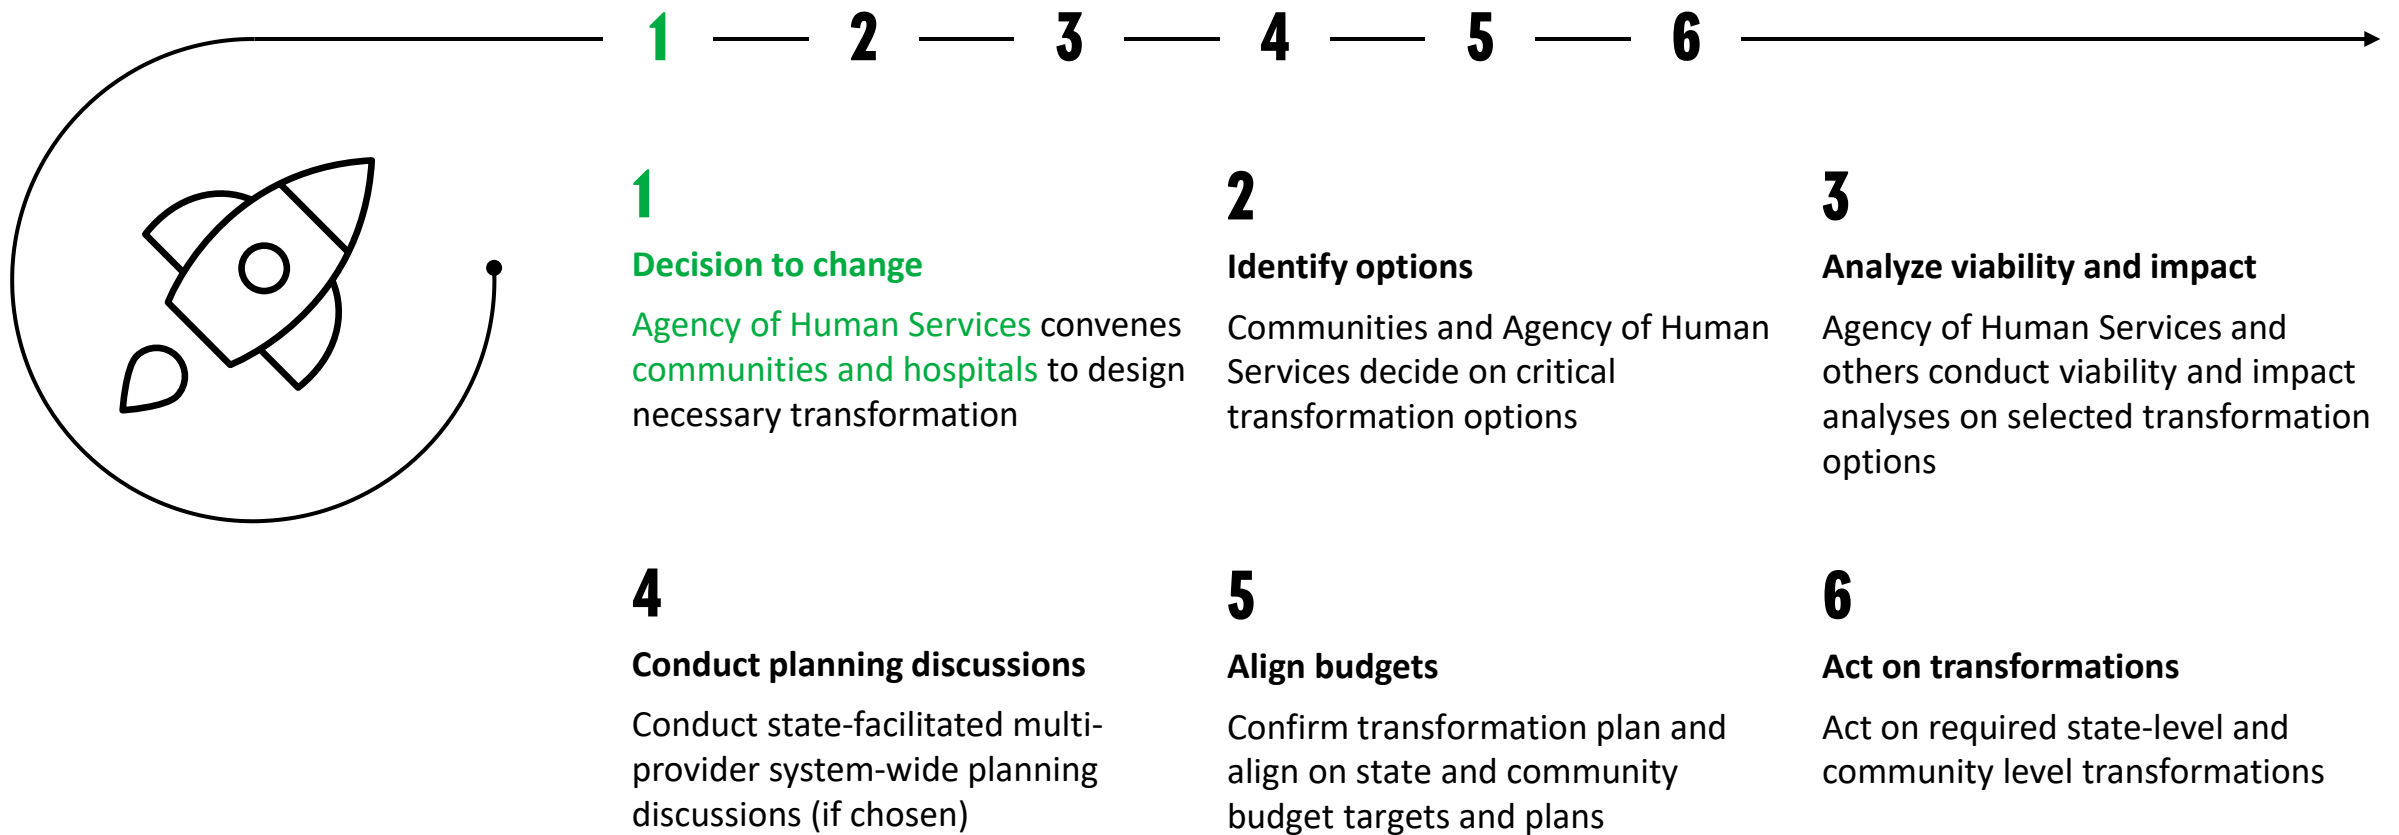 1 2 3 4 5 6
1
Decision to change
Agency of Human Services convenes
communities and hospitals to design
necessary transformation
2
Identify options
Communities and Agency of Human
Services decide on critical
transformation options
3
Analyze viability and impact
Agency of Human Services and
others conduct viability and impact
analyses on selected transformation
options
4
Conduct planning discussions
Conduct state-facilitated multi-
provider system-wide planning
discussions (if chosen)
5
Align budgets
Confirm transformation plan and
align on state and community
budget targets and plans
6
Act on transformations
Act on required state-level and
community level transformations